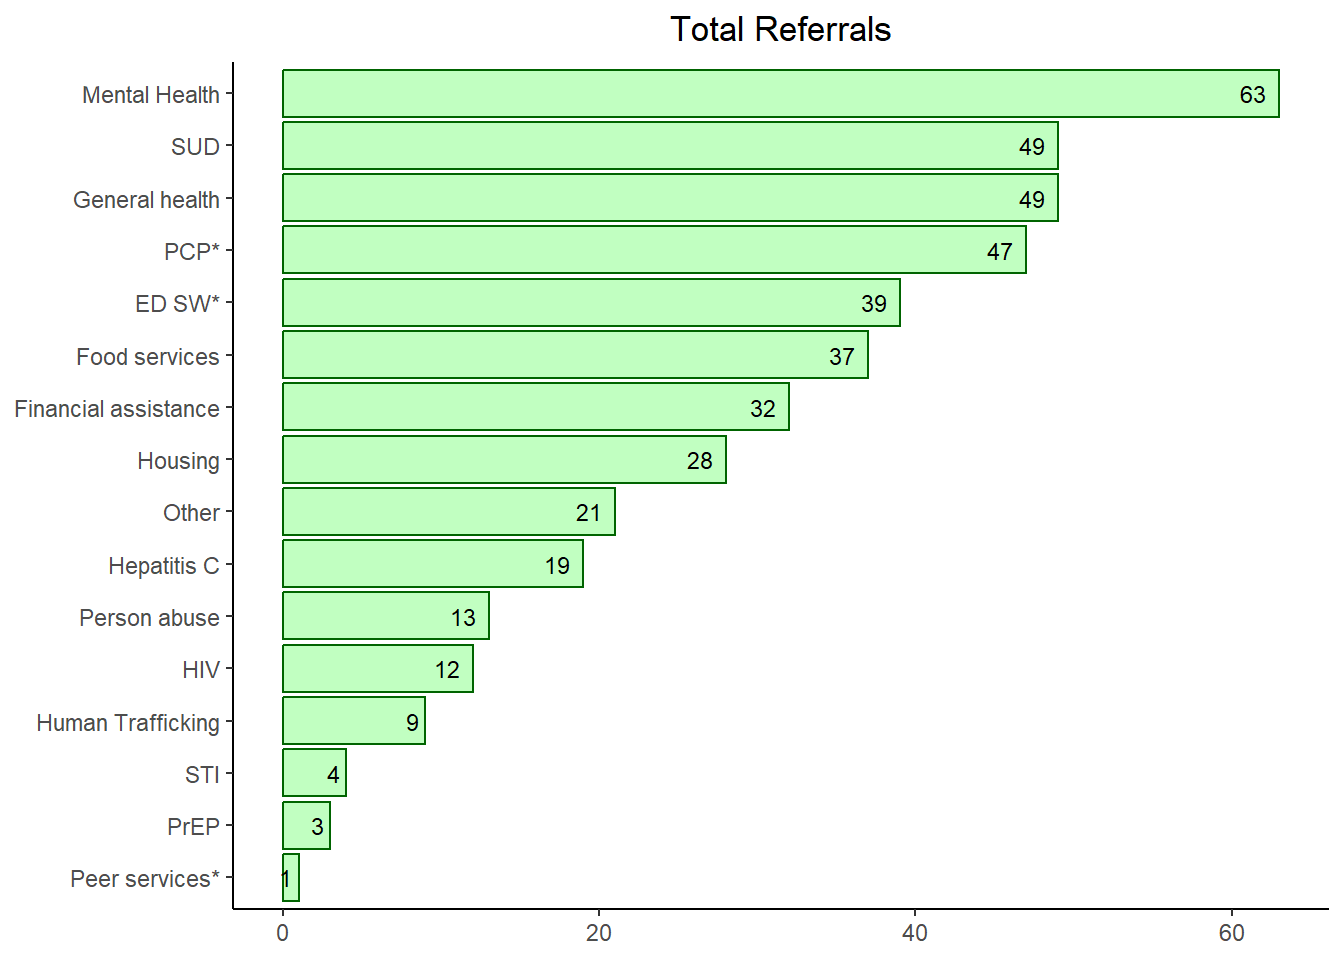 Total Referrals
Mental Health 63
SUD 49
General health 49
PCP* 47
ED SW* 39
Food services 37
Financial assistance 32
Housing 28
Other 21
Hepatitis C 19
Person abuse 13
HIV 12
Human Trafficking 9
STI 4
PrEP 3
Peer services* 1
0 20 40 60